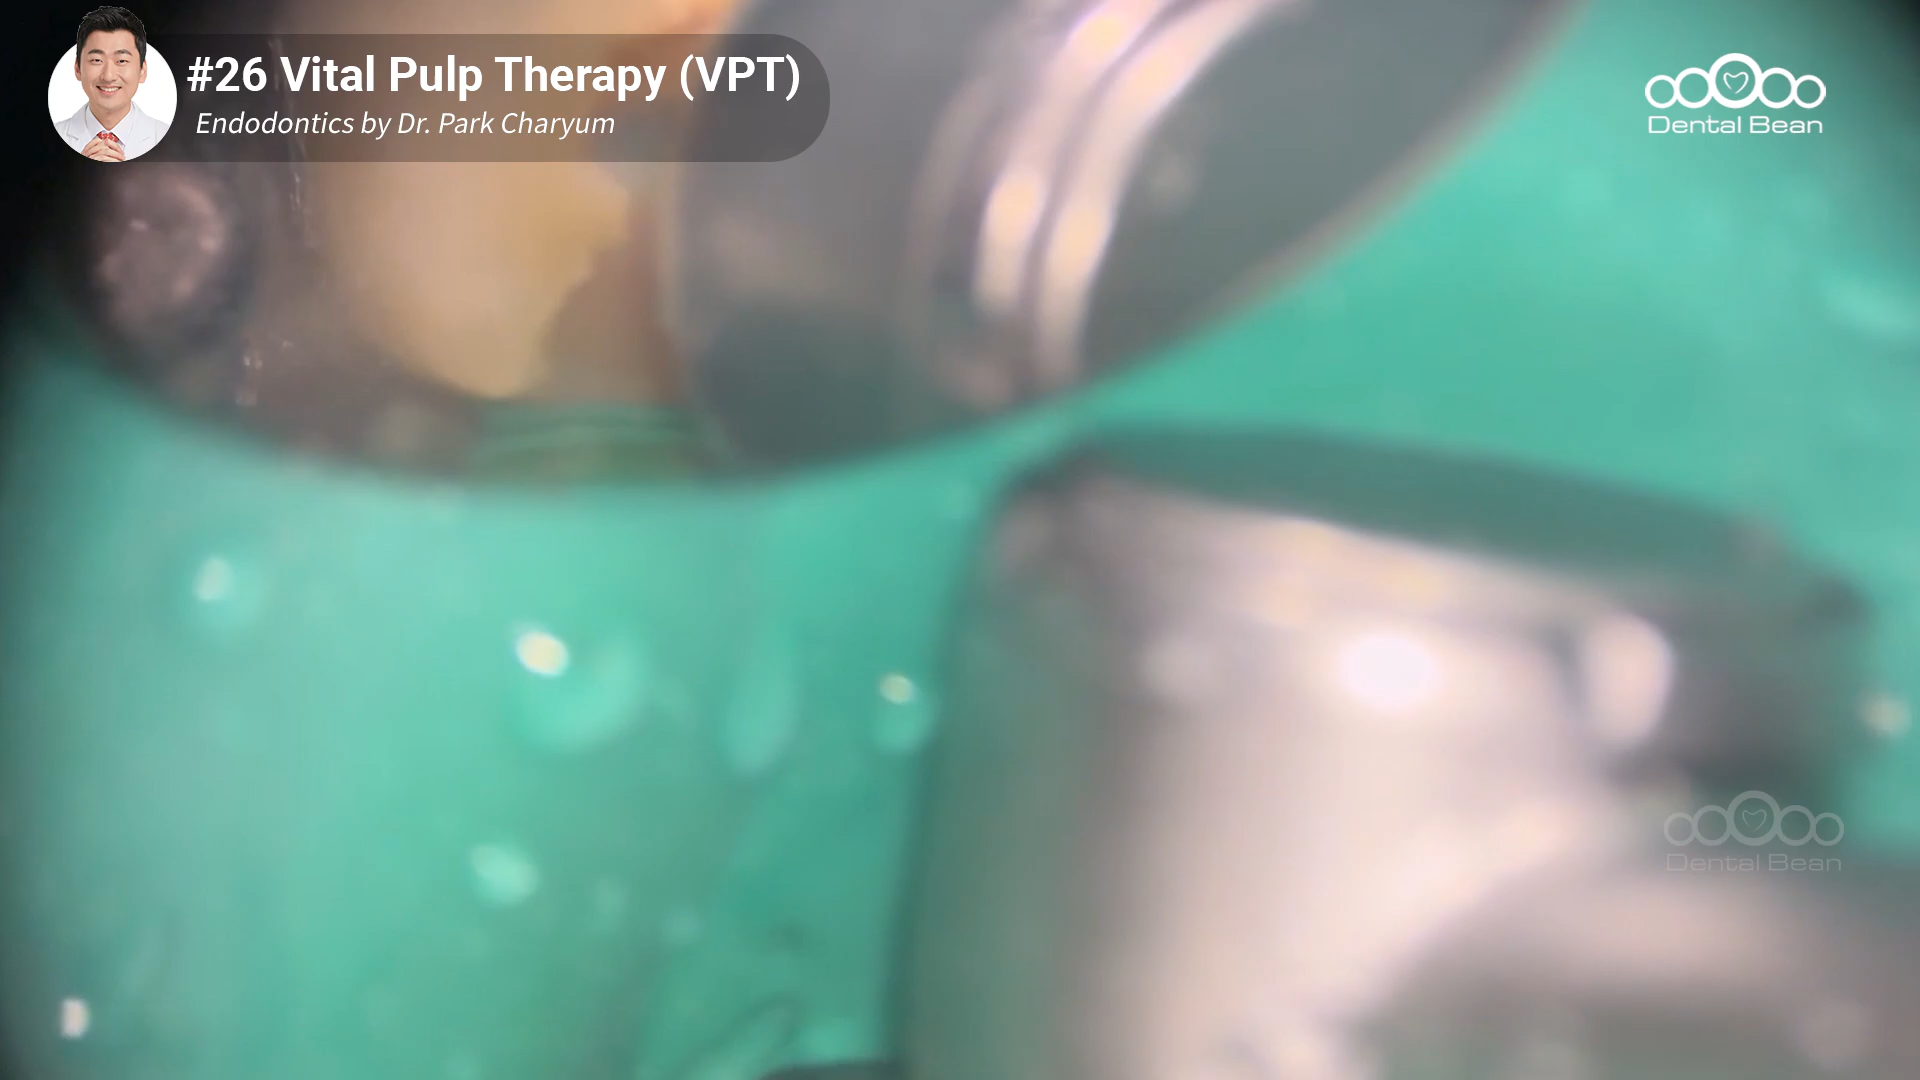 #26 Vital Pulp Therapy (VPT)
Endodontics by Dr. Park Charyum
Dental Bean
Dental Bean